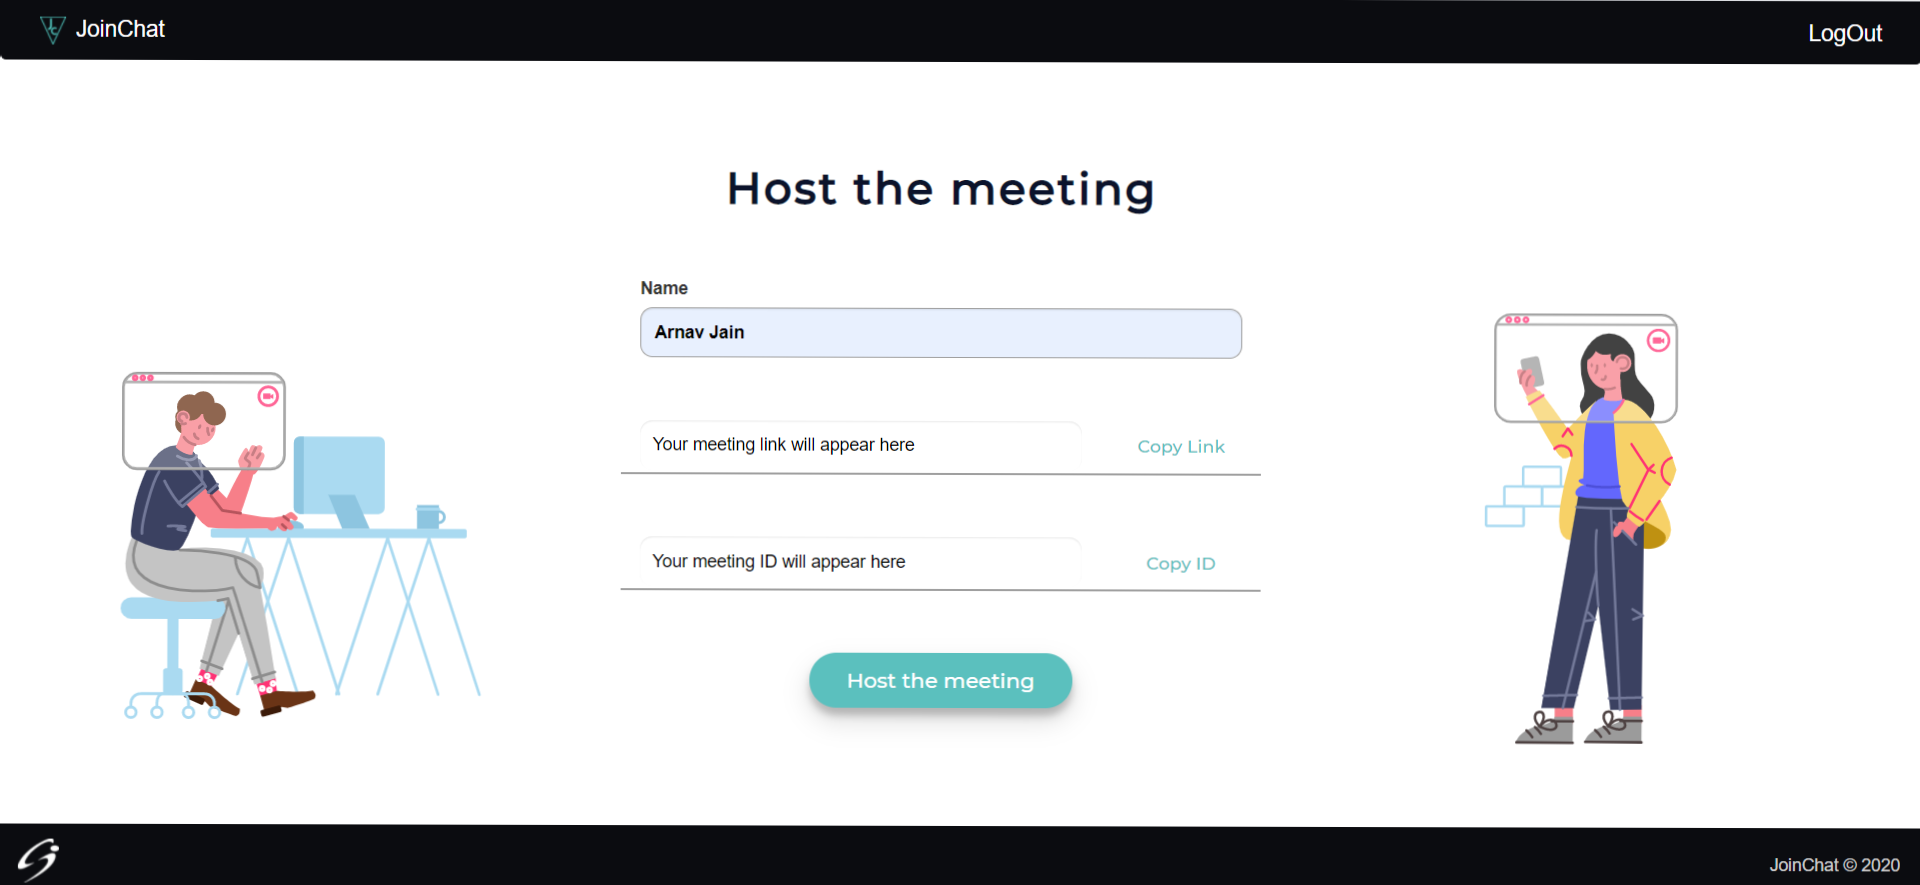 JoinChat
LogOut
Host the meeting
Name
Arnav Jain
Your meeting link will appear here
Copy Link
Your meeting ID will appear here
Copy ID
Host the meeting
JoinChat © 2020